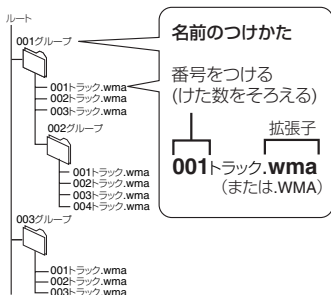 ルート
001グループ
001トラック.wma
002トラック.wma
003トラック.wma
002グループ
001トラック.wma
002トラック.wma
003トラック.wma
004トラック.wma
003グループ
001トラック.wma
002トラック.wma
003トラック.wma
名前のつけかた
番号をつける
(けた数をそろえる)
拡張子
001トラック.wma
(または.WMA)